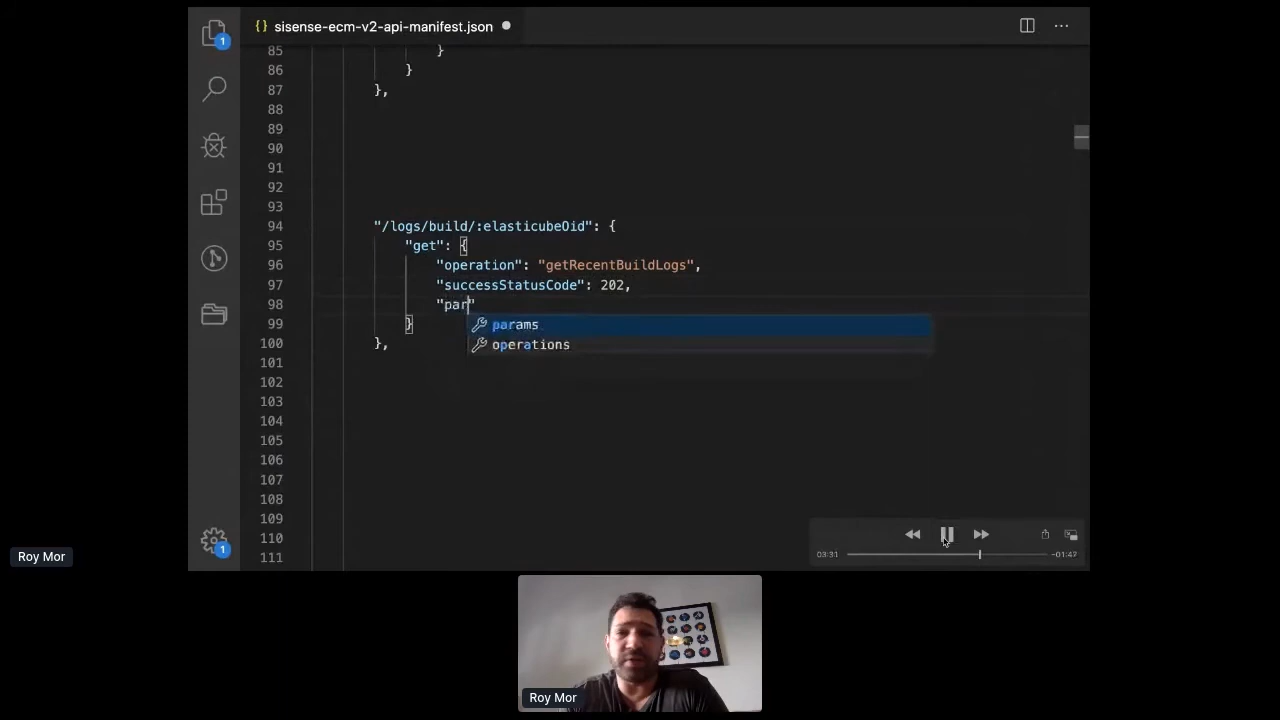 {} sisense-ecm-v2-api-manifest.json
1
85 }
86 }
87 },
88
89
90
91
92
93
94 "/logs/build/:elasticubeOid": {
95 "get": {
96 "operation": "getRecentBuildLogs",
97 "successStatusCode": 202,
98 "par"
99 }
params
operations
100 },
101
102
103
104
105
106
107
108
109
110
111
1
03:31
-01:47
Roy Mor
Roy Mor